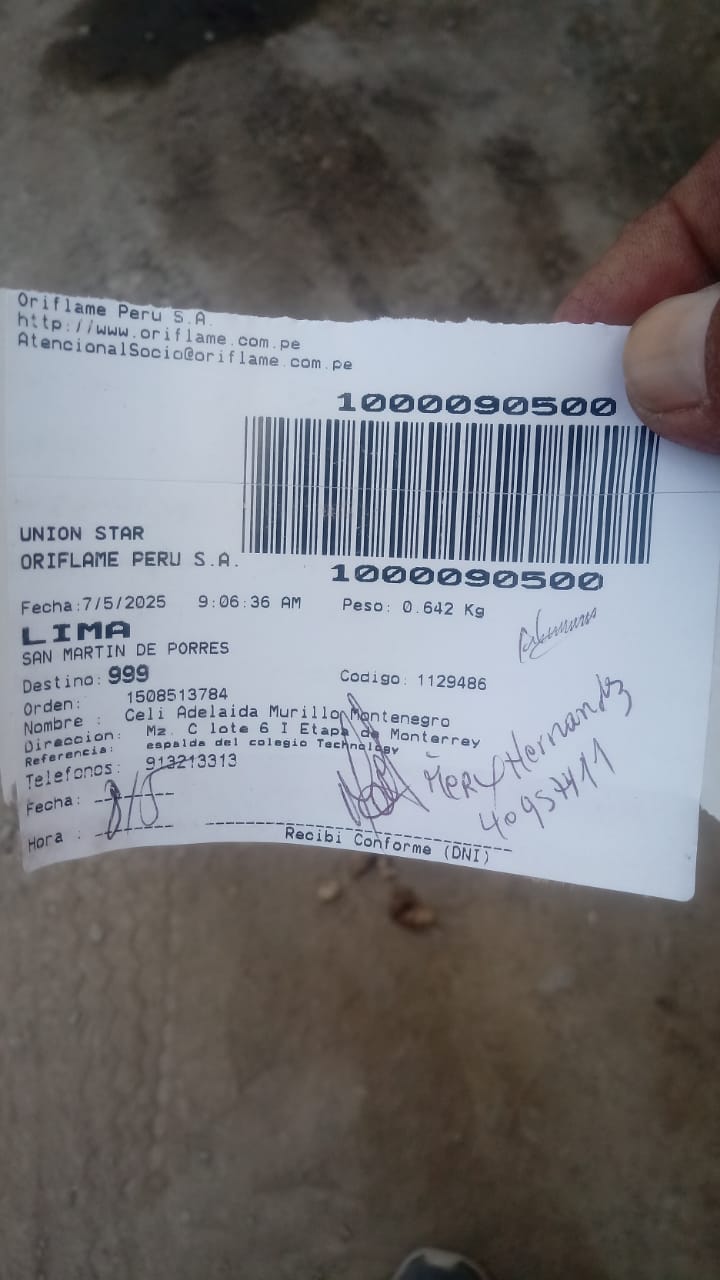 Oriflame Peru S.A.
http://www.oriflame.com.pe
AtencionalSocio@oriflame.com.pe
1000090500
UNION STAR
ORIFLAME PERU S.A.
1000090500
Fecha:7/5/2025 9:06:36 AM Peso: 0.642 Kg
LIMA
SAN MARTIN DE PORRES
Destino: 999 Codigo: 1129486
Orden: 1508513784
Nombre : Celi Adelaida Murillo Montenegro
Direccion: Mz. C lote 6 I Etapa de Monterrey
Referencia: espalda del colegio Technology
Telefonos: 913213313
Mery Hernandz
40957411
Fecha: 8/5
Hora :
Recibi Conforme (DNI)